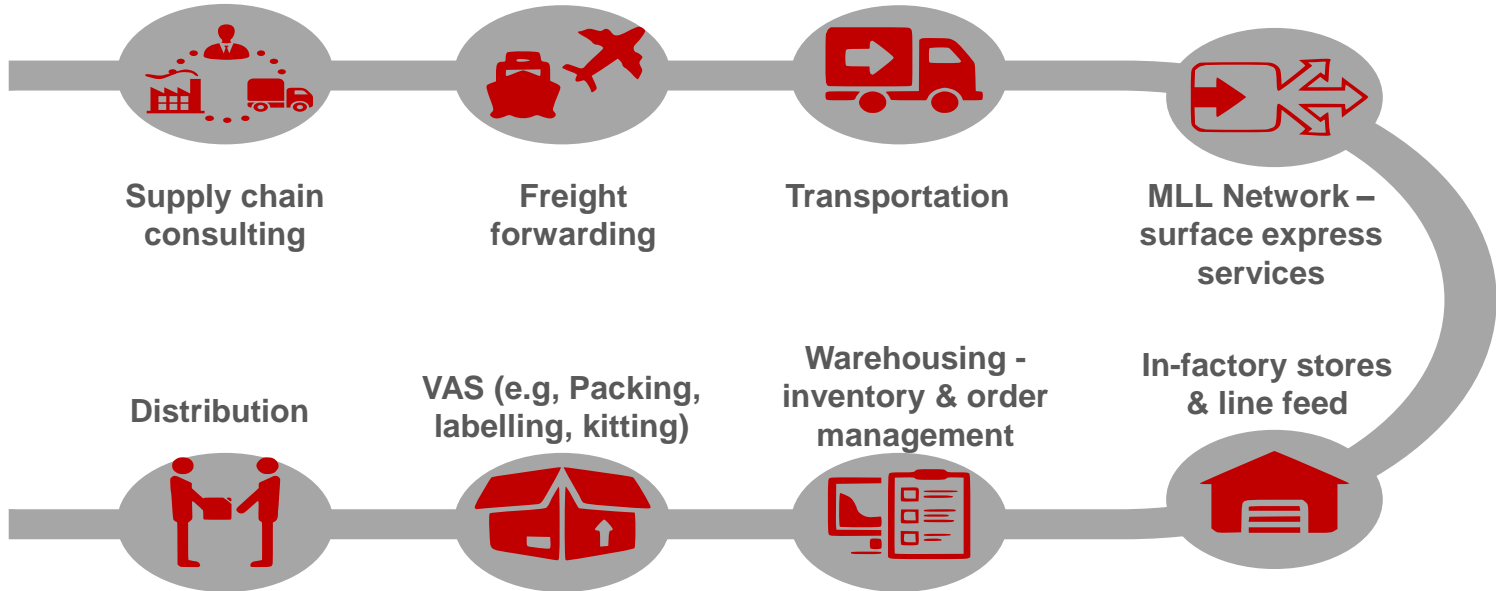 Supply chain
consulting
Freight
forwarding
Transportation
MLL Network –
surface express
services
Distribution
VAS (e.g, Packing,
labelling, kitting)
Warehousing -
inventory & order
management
In-factory stores
& line feed